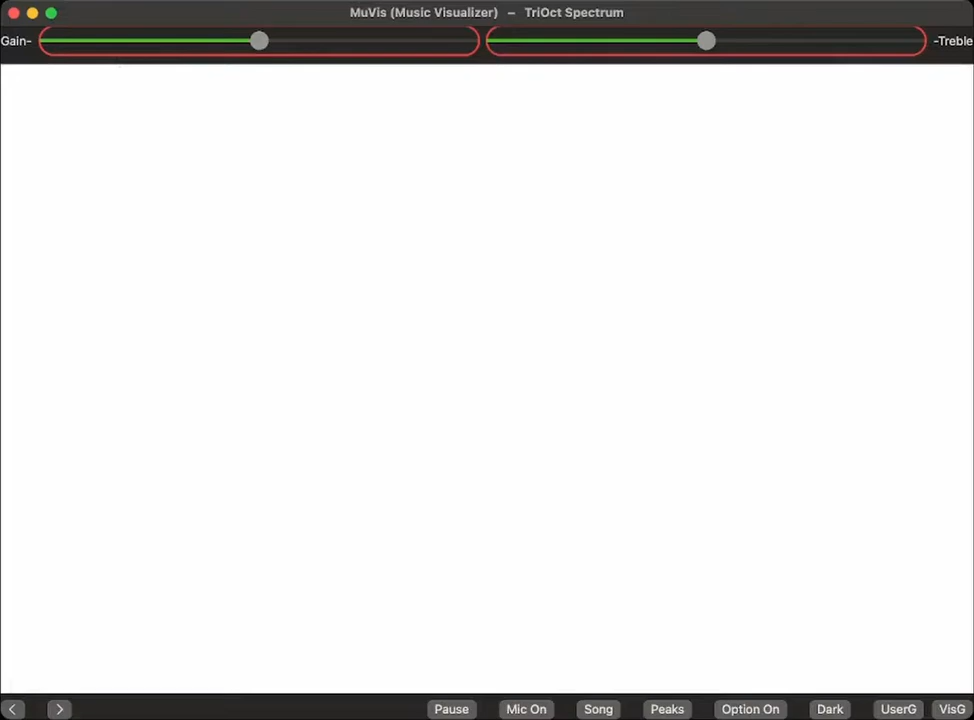 MuVis (Music Visualizer) – TriOct Spectrum
Gain- -Treble
< > Pause Mic On Song Peaks Option On Dark UserG VisG